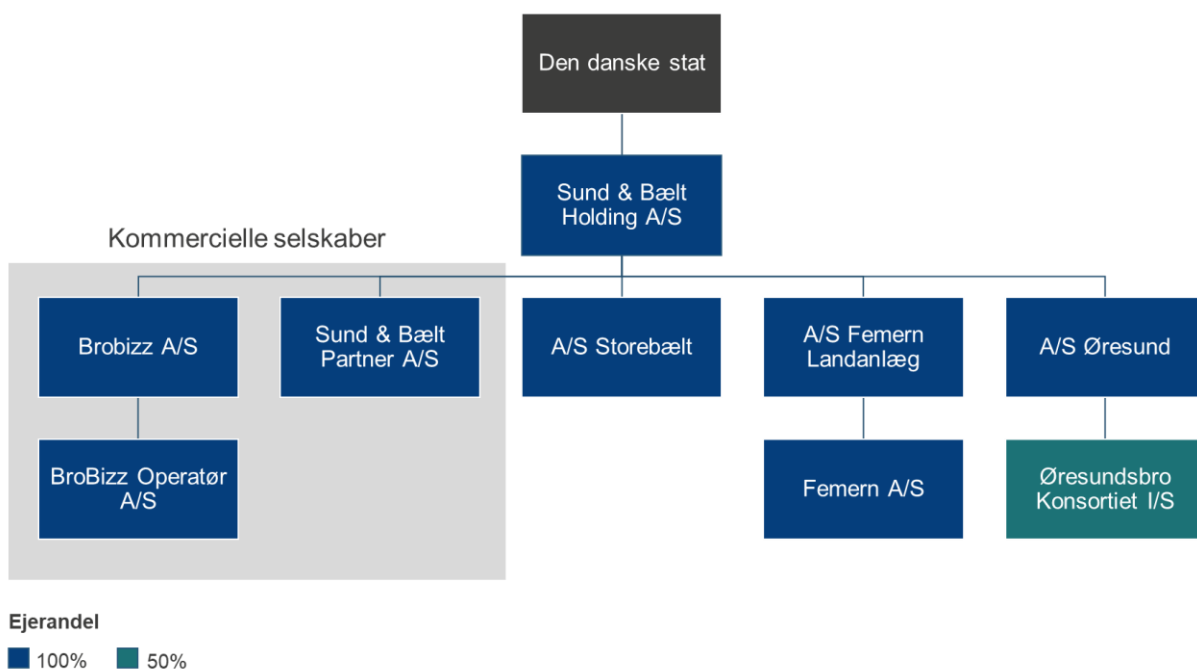 Den danske stat
Sund & Bælt
Holding A/S
Kommercielle selskaber
Brobizz A/S
Sund & Bælt
Partner A/S
A/S Storebælt
A/S Femern
Landanlæg
A/S Øresund
BroBizz Operatør
A/S
Femern A/S
Øresundsbro
Konsortiet I/S
Ejerandel
100%
50%